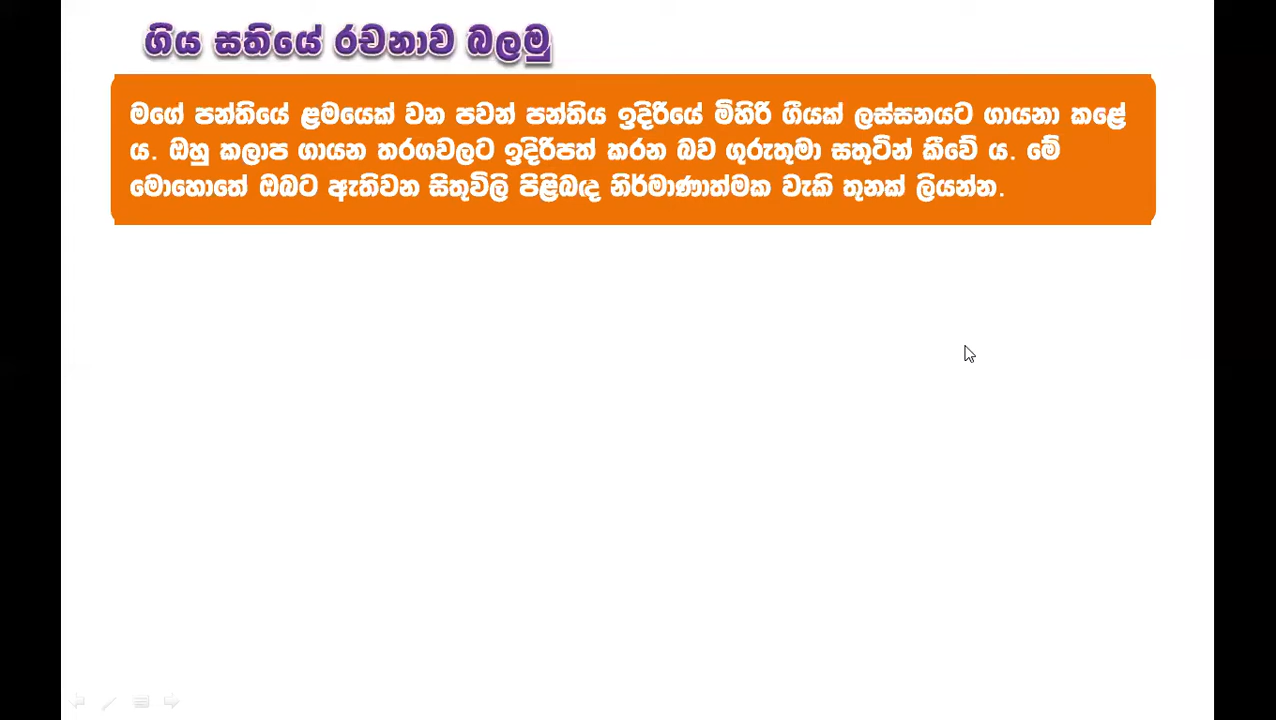 ගිය සතියේ රචනාව බලමු
මගේ පන්තියේ ළමයෙක් වන පවන් පන්තිය ඉදිරියේ මිහිරි ගීයක් ලස්සනයට ගායනා කළේ
ය. ඔහු කලාප ගායන තරගවලට ඉදිරිපත් කරන බව ගුරුතුමා සතුටින් කීවේ ය. මේ
මොහොතේ ඔබට ඇතිවන සිතුවිලි පිළිබඳ නිර්මාණාත්මක වැකි තුනක් ලියන්න.